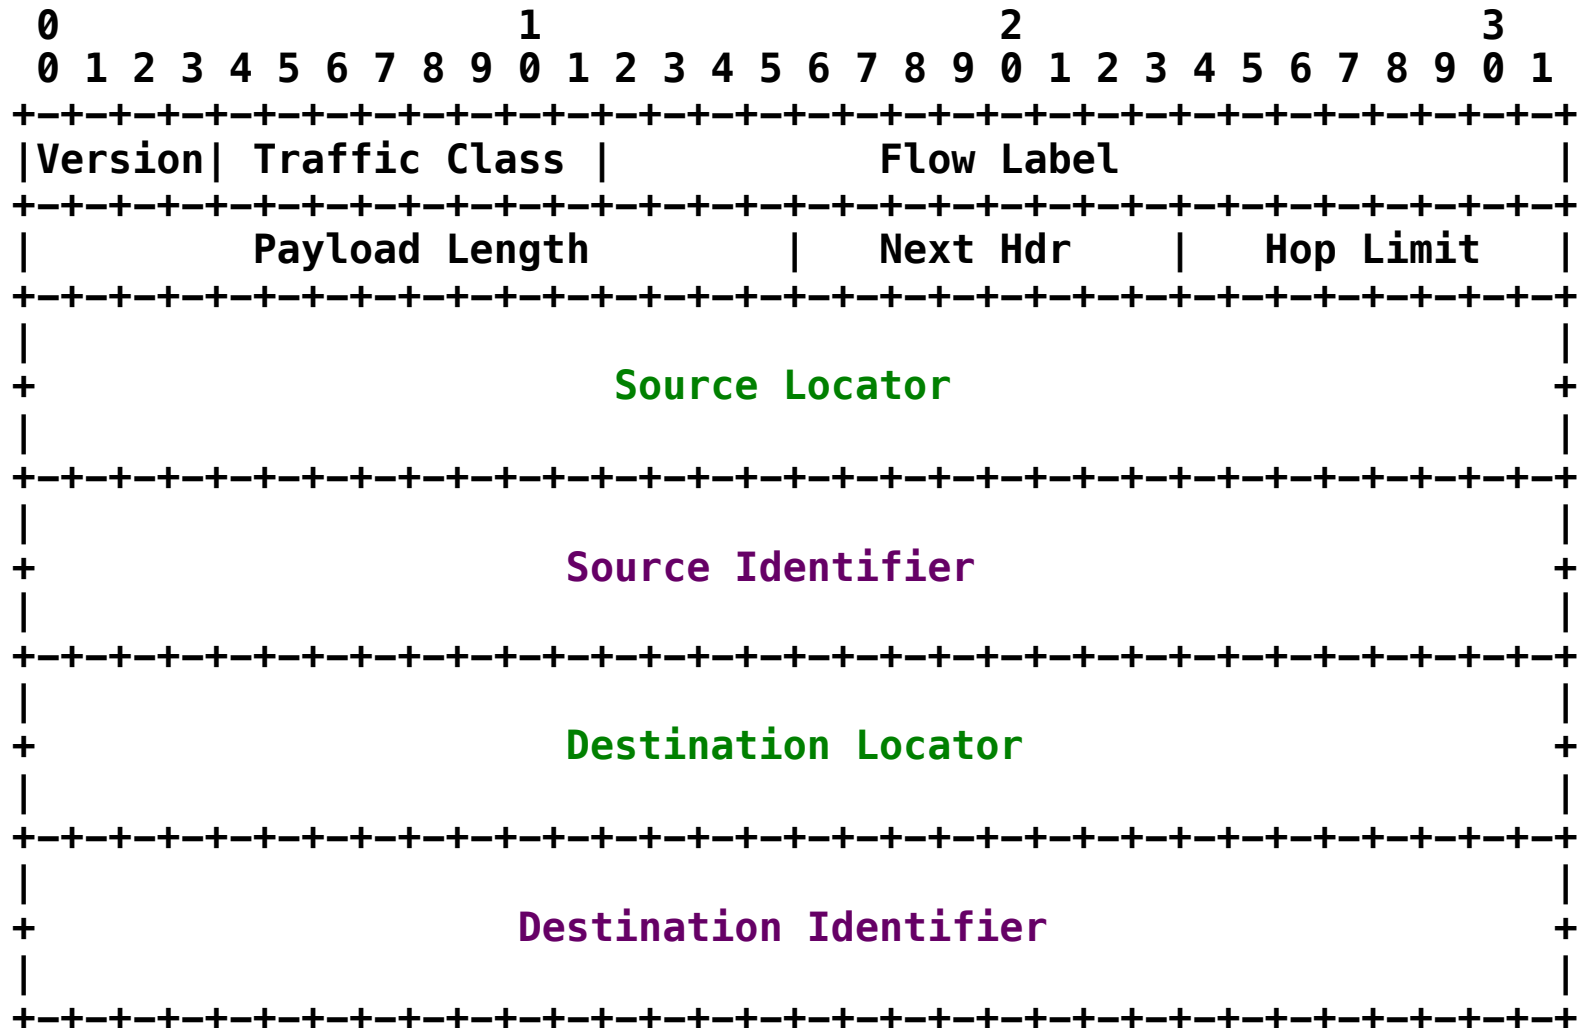 0                   1                   2                   3
 0 1 2 3 4 5 6 7 8 9 0 1 2 3 4 5 6 7 8 9 0 1 2 3 4 5 6 7 8 9 0 1
+-+-+-+-+-+-+-+-+-+-+-+-+-+-+-+-+-+-+-+-+-+-+-+-+-+-+-+-+-+-+-+-+
|Version| Traffic Class |           Flow Label                  |
+-+-+-+-+-+-+-+-+-+-+-+-+-+-+-+-+-+-+-+-+-+-+-+-+-+-+-+-+-+-+-+-+
|         Payload Length        |   Next Hdr    |   Hop Limit   |
+-+-+-+-+-+-+-+-+-+-+-+-+-+-+-+-+-+-+-+-+-+-+-+-+-+-+-+-+-+-+-+-+
|                                                               |
+                        Source Locator                         +
|                                                               |
+-+-+-+-+-+-+-+-+-+-+-+-+-+-+-+-+-+-+-+-+-+-+-+-+-+-+-+-+-+-+-+-+
|                                                               |
+                      Source Identifier                        +
|                                                               |
+-+-+-+-+-+-+-+-+-+-+-+-+-+-+-+-+-+-+-+-+-+-+-+-+-+-+-+-+-+-+-+-+
|                                                               |
+                      Destination Locator                      +
|                                                               |
+-+-+-+-+-+-+-+-+-+-+-+-+-+-+-+-+-+-+-+-+-+-+-+-+-+-+-+-+-+-+-+-+
|                                                               |
+                    Destination Identifier                     +
|                                                               |
+-+-+-+-+-+-+-+-+-+-+-+-+-+-+-+-+-+-+-+-+-+-+-+-+-+-+-+-+-+-+-+-+